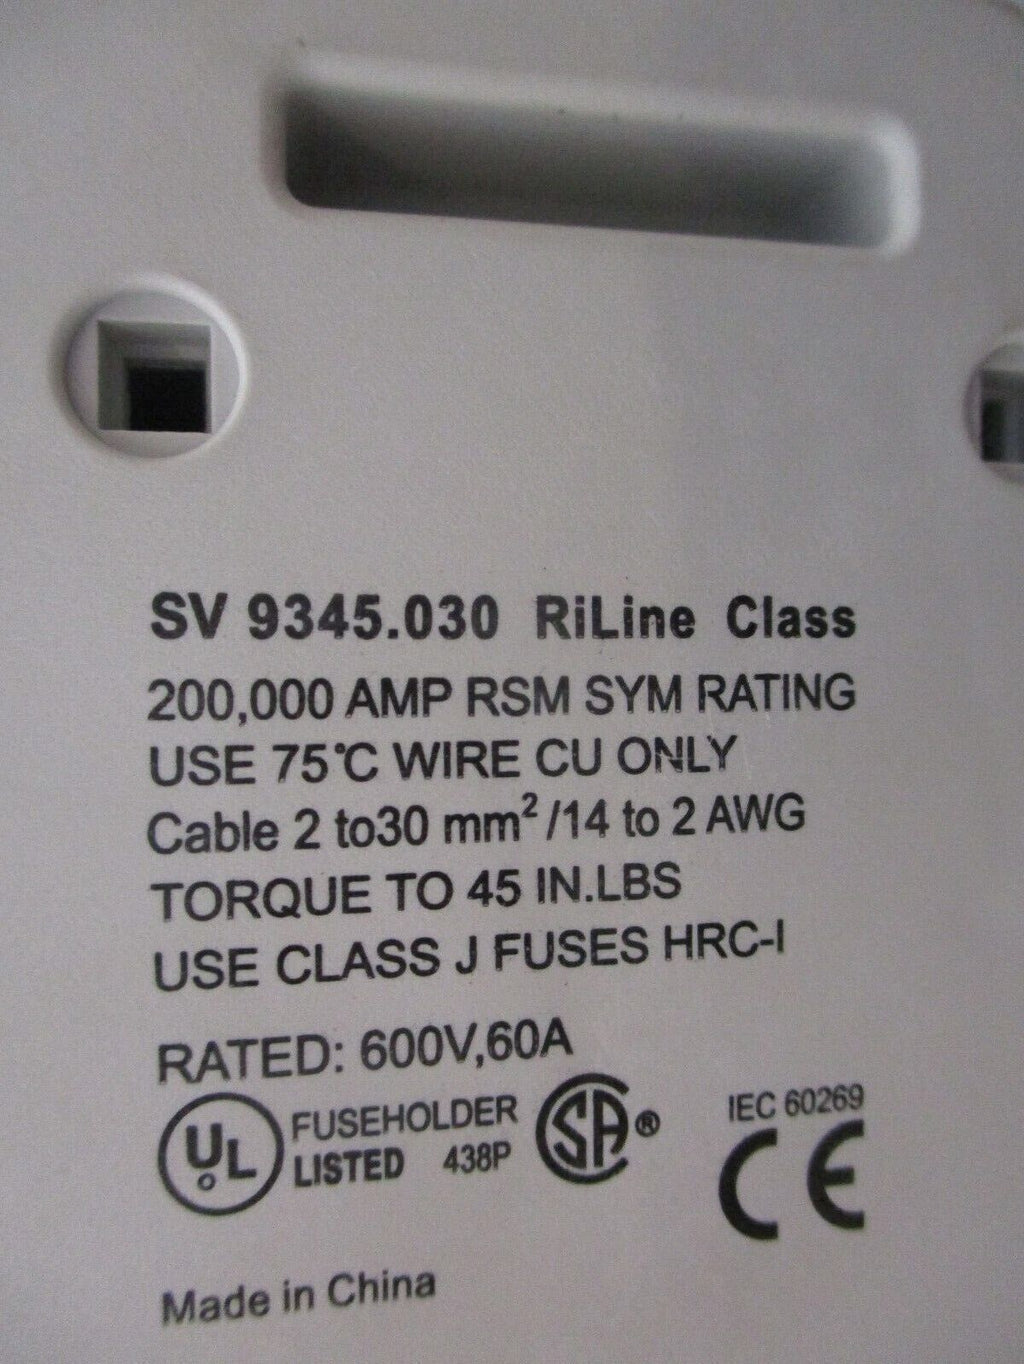 SV 9345.030 RiLine Class
200,000 AMP RSM SYM RATING
USE 75℃ WIRE CU ONLY
Cable 2 to30 mm²/14 to 2 AWG
TORQUE TO 45 IN.LBS
USE CLASS J FUSES HRC-I
RATED: 600V,60A
UL FUSEHOLDER LISTED 438P SA® IEC 60269 CE
Made in China